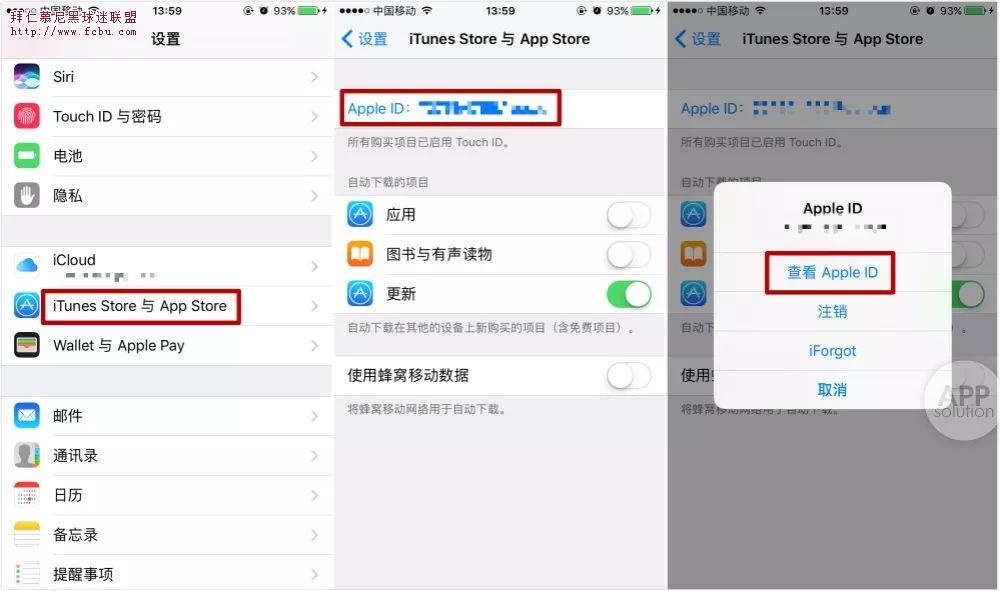 拜仁慕尼黑球迷联盟
http://www.fcbu.com
13:59
93%
设置
Siri
Touch ID 与密码
电池
隐私
iCloud
iTunes Store 与 App Store
Wallet 与 Apple Pay
邮件
通讯录
日历
备忘录
提醒事项
中国移动
13:59
93%
设置
iTunes Store 与 App Store
Apple ID:
所有购买项目已启用 Touch ID。
自动下载的项目
应用
图书与有声读物
更新
自动下载在其他的设备上新购买的项目（含免费项目）。
使用蜂窝移动数据
将蜂窝移动网络用于自动下载。
中国移动
13:59
93%
设置
iTunes Store 与 App Store
Apple ID:
所有购买项目已启用 Touch ID。
自动下载的项目
Apple ID
查看 Apple ID
注销
iForgot
取消
使用
将蜂窝移动网络用于自动下载。
APP
solution